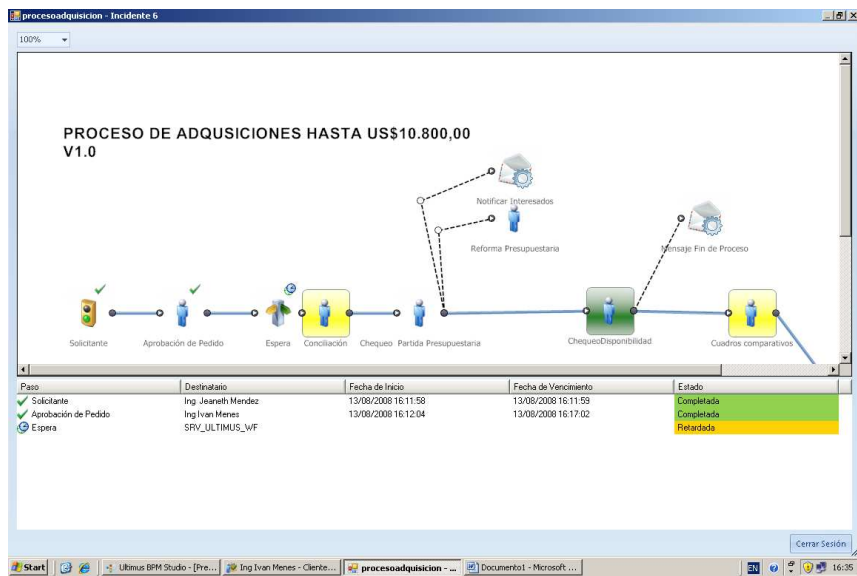 procesoadquisicion - Incidente 6
100%
PROCESO DE ADQUSICIONES HASTA US$10.800,00
V1.0
Notificar Interesados
Reforma Presupuestaria
Mensaje Fin de Proceso
Solicitante
Aprobación de Pedido
Espera
Conciliación
Chequeo Partida Presupuestaria
ChequeoDisponibilidad
Cuadros comparativos
Paso Destinatario Fecha de Inicio Fecha de Vencimiento Estado
Solicitante Ing. Jeaneth Mendez 13/08/2008 16:11:58 13/08/2008 16:11:59 Completada
Aprobación de Pedido Ing Ivan Menes 13/08/2008 16:12:04 13/08/2008 16:17:02 Completada
Espera SRV_ULTIMUS_WF Retardada
Cerrar Sesión
Start Ultimus BPM Studio - [Pre... Ing Ivan Menes - Cliente... procesoadquisicion - ... Documento1 - Microsoft ... EN 16:35